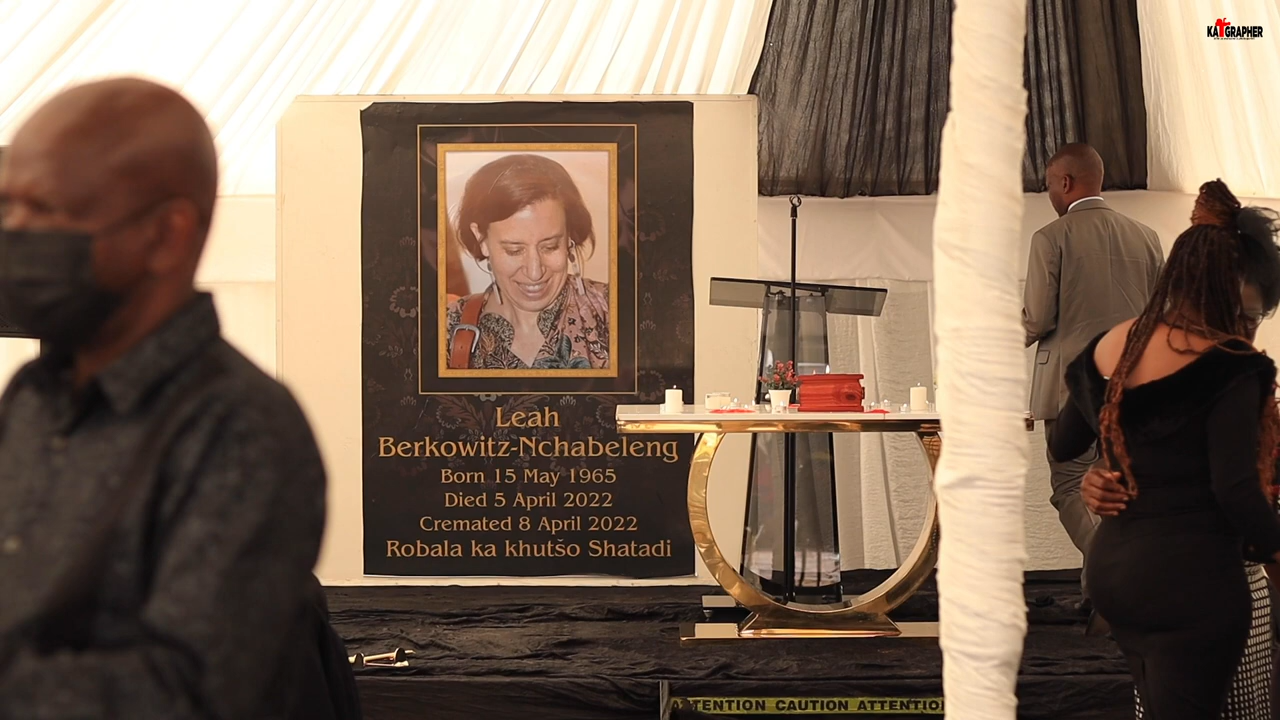 KATGRAPHER
Leah
Berkowitz-Nchabeleng
Born 15 May 1965
Died 5 April 2022
Cremated 8 April 2022
Robala ka khutšo Shatadi
ATTENTION CAUTION ATTENTIO